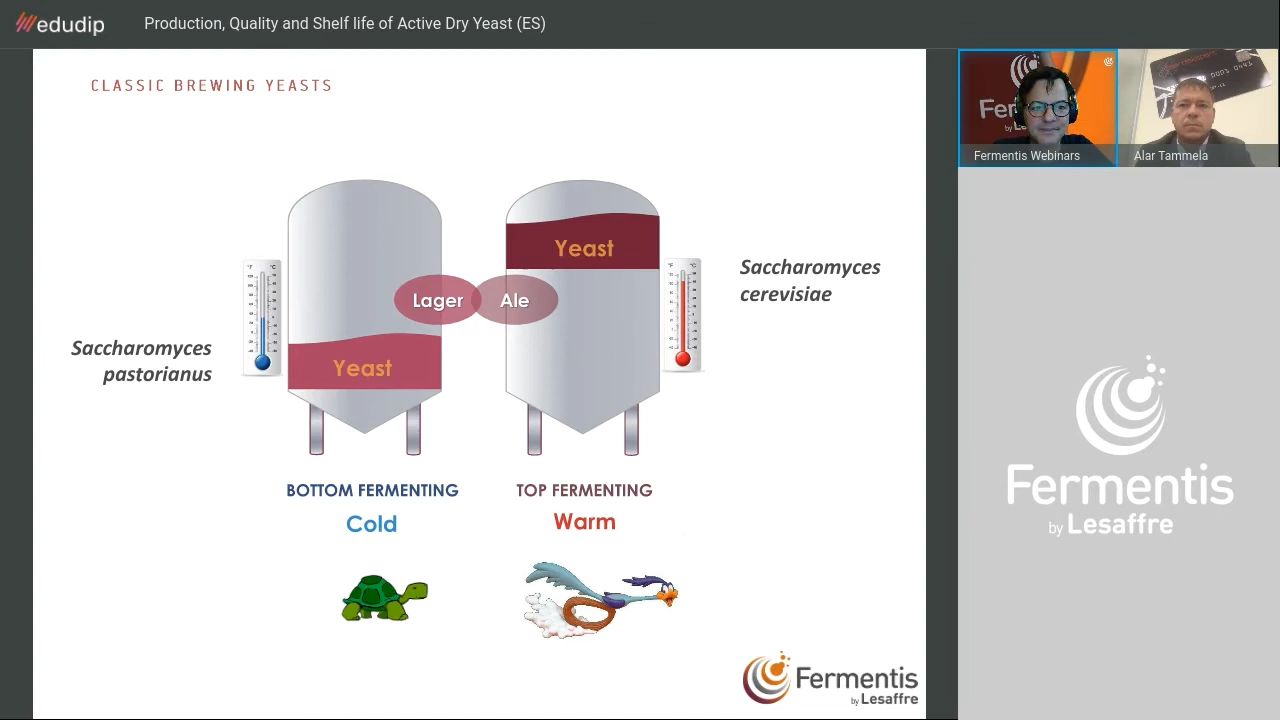 edudip
Production, Quality and Shelf life of Active Dry Yeast (ES)
CLASSIC BREWING YEASTS
Yeast
Lager
Ale
Yeast
Saccharomyces
cerevisiae
Saccharomyces
pastorianus
°F
°C
°F
°C
BOTTOM FERMENTING
Cold
TOP FERMENTING
Warm
Fermentis
by Lesaffre
Fermentis Webinars
Alar Tammela
Fermentis
by Lesaffre